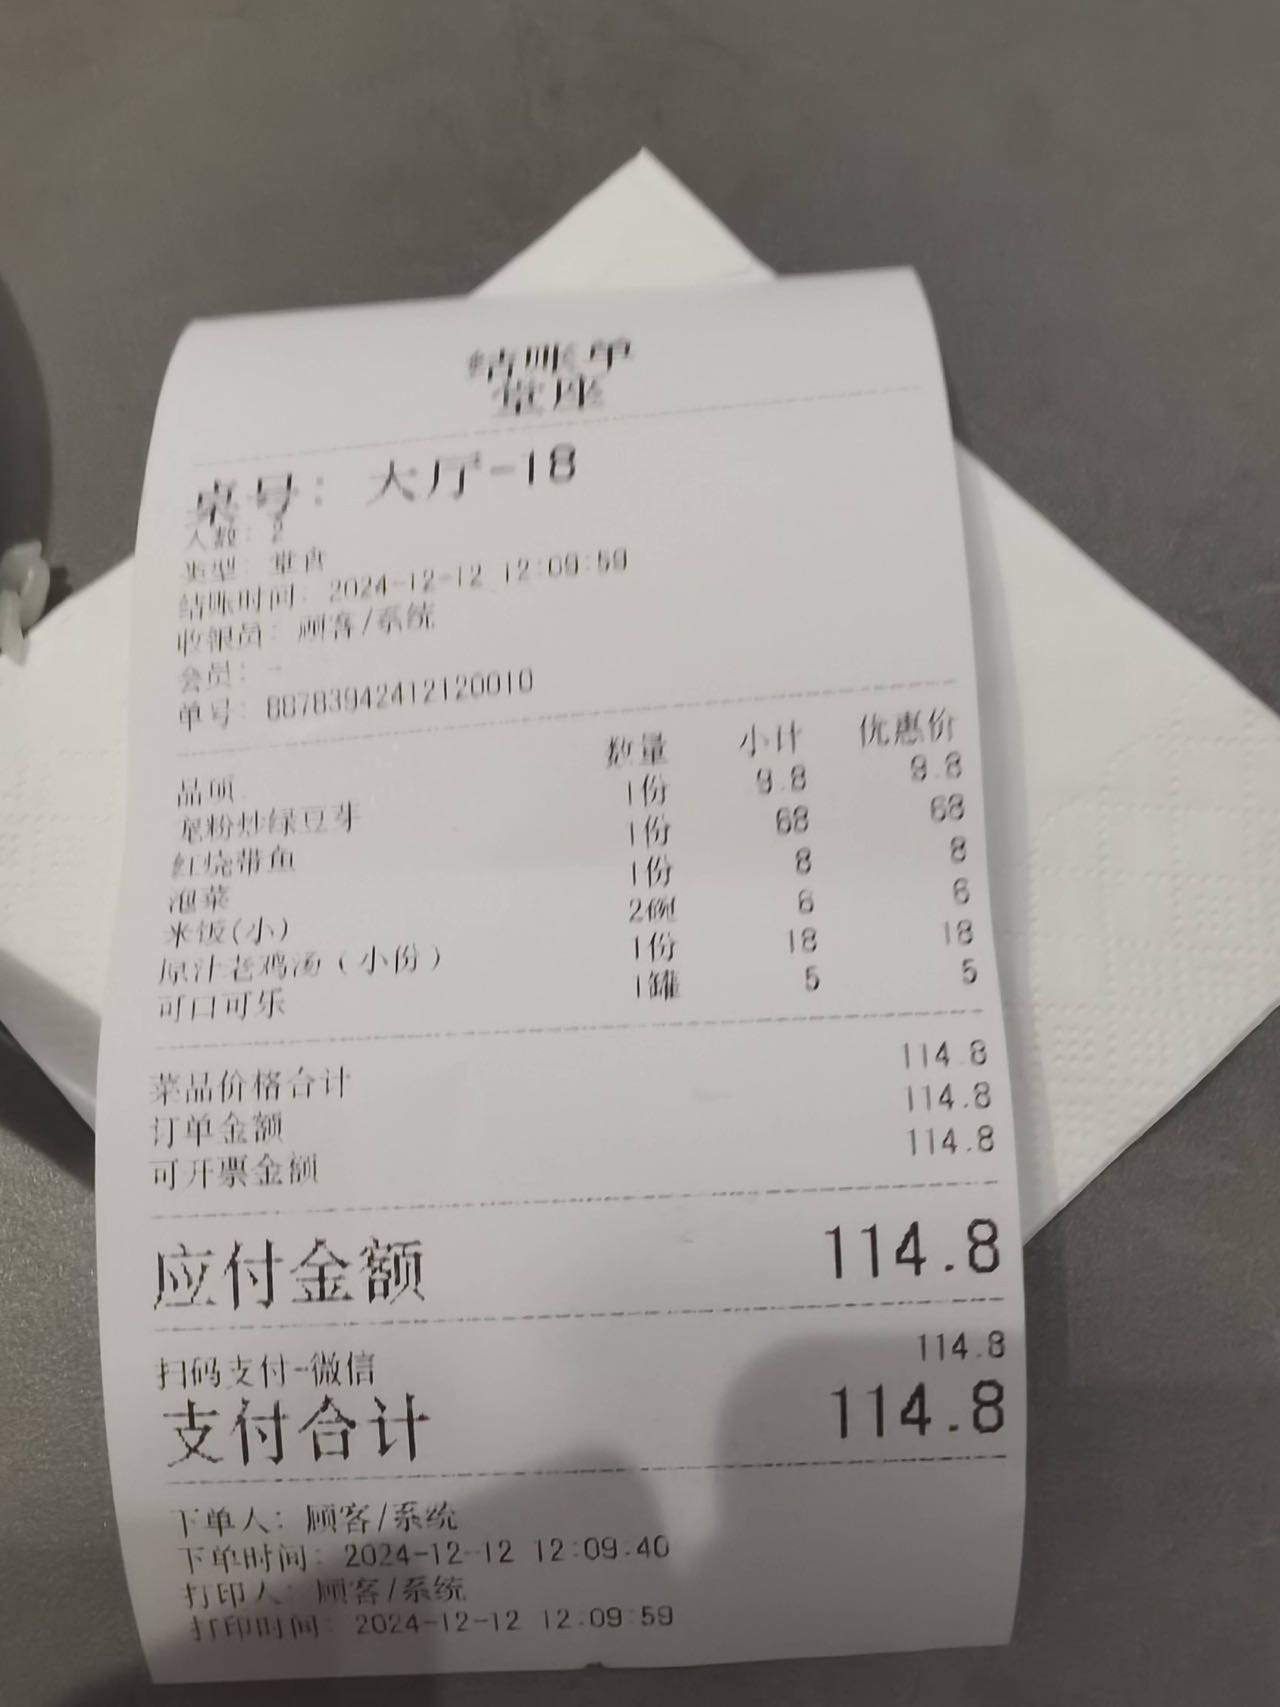 结账单
堂座
桌号: 大厅-18
人数: 2
类型: 堂食
结账时间: 2024-12-12 12:09:59
收银员: 顾客/系统
会员: -
单号: 88783942412120010
品项 数量 小计 优惠价
粉炒绿豆芽 1份 9.8 9.8
红烧带鱼 1份 68 68
泡菜 1份 8 8
米饭(小) 2碗 6 6
原汁老鸡汤(小份) 1份 18 18
可口可乐 1罐 5 5
菜品价格合计 114.8
订单金额 114.8
可开票金额 114.8
应付金额 114.8
扫码支付-微信 114.8
支付合计 114.8
下单人: 顾客/系统
下单时间: 2024-12-12 12:09:40
打印人: 顾客/系统
打印时间: 2024-12-12 12:09:59